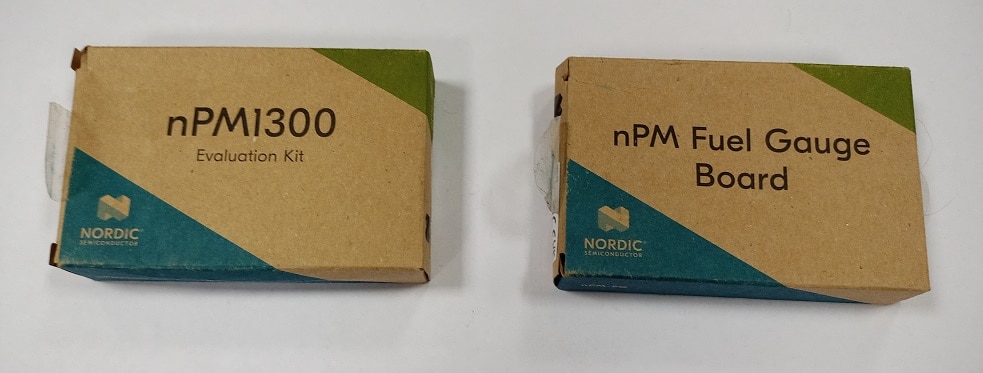 nPM1300
Evaluation Kit
NORDIC
SEMICONDUCTOR
nPM Fuel Gauge
Board
NORDIC
SEMICONDUCTOR